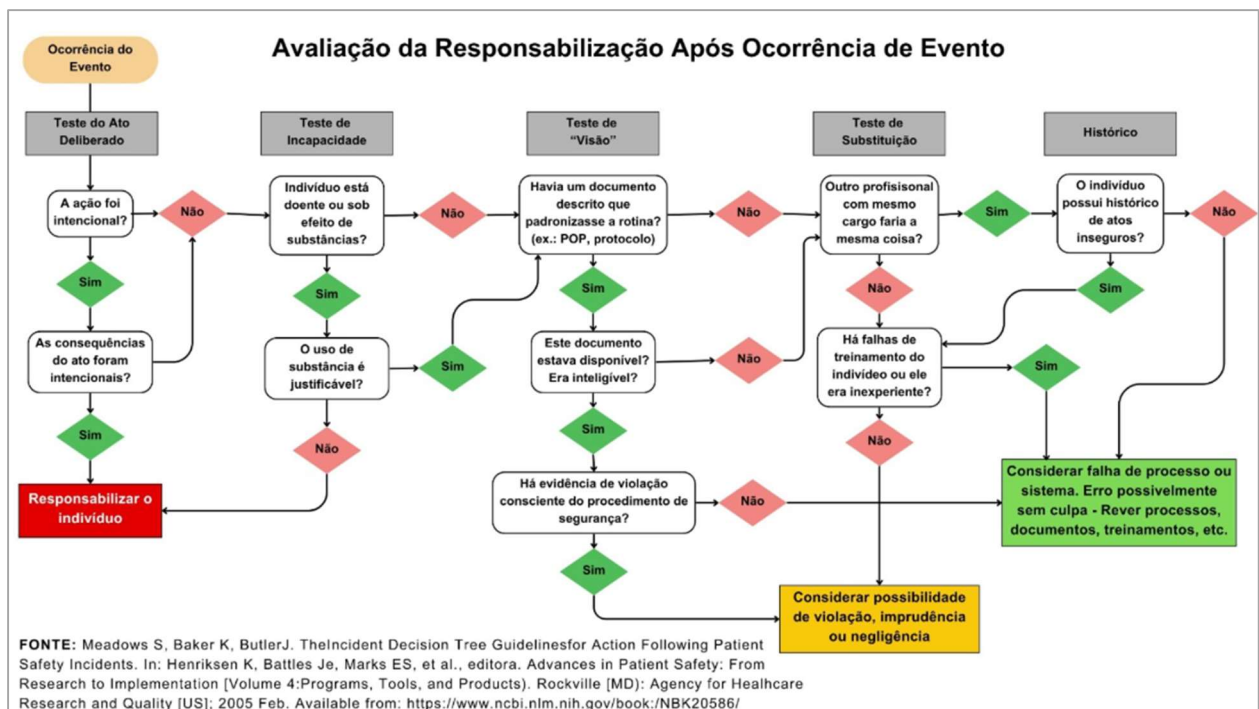 Avaliação da Responsabilização Após Ocorrência de Evento
Ocorrência do
Evento
Teste do Ato
Deliberado
A ação foi
intencional?
Não
Sim
As consequências
do ato foram
intencionais?
Sim
Responsabilizar o
indivíduo
Teste de
Incapacidade
Indivíduo está
doente ou sob
efeito de
substâncias?
Não
Sim
O uso de
substância é
justificável?
Sim
Não
Teste de
“Visão”
Havia um documento
descrito que
padronizasse a rotina?
(ex.: POP, protocolo)
Não
Sim
Este documento
estava disponível?
Era inteligível?
Não
Sim
Há evidência de violação
consciente do procedimento de
segurança?
Não
Sim
Teste de
Substituição
Outro profisisonal
com mesmo
cargo faria a
mesma coisa?
Sim
Não
Há falhas de
treinamento do
indivídeo ou ele
era inexperiente?
Sim
Não
Considerar possibilidade
de violação, imprudência
ou negligência
Histórico
O indivíduo
possui histórico
de atos
inseguros?
Não
Sim
Considerar falha de processo ou
sistema. Erro possivelmente
sem culpa - Rever processos,
documentos, treinamentos, etc.
FONTE: Meadows S, Baker K, ButlerJ. TheIncident Decision Tree Guidelinesfor Action Following Patient
Safety Incidents. In: Henriksen K, Battles Je, Marks ES, et al., editora. Advances in Patient Safety: From
Research to Implementation [Volume 4:Programs, Tools, and Products). Rockville [MD): Agency for Healhcare
Research and Quality [US]; 2005 Feb. Available from: https://www.ncbi.nlm.nih.gov/book:/NBK20586/